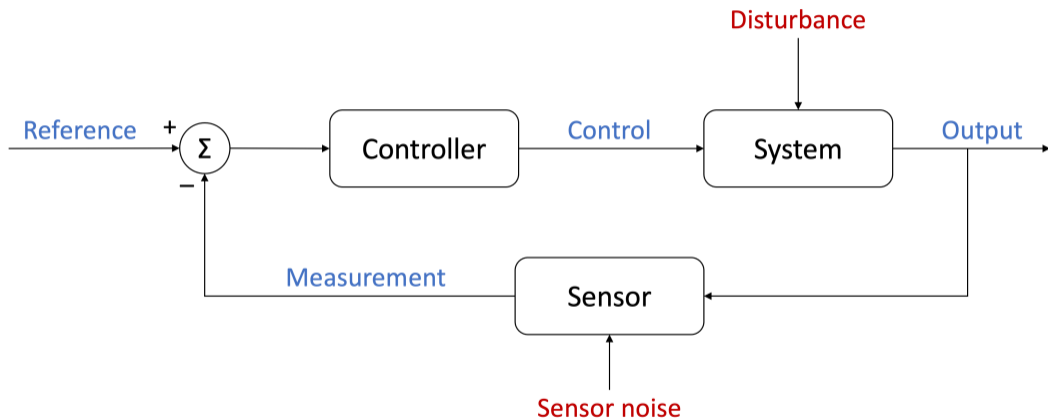 Disturbance
Reference
+
Σ
−
Controller
Control
System
Output
Measurement
Sensor
Sensor noise